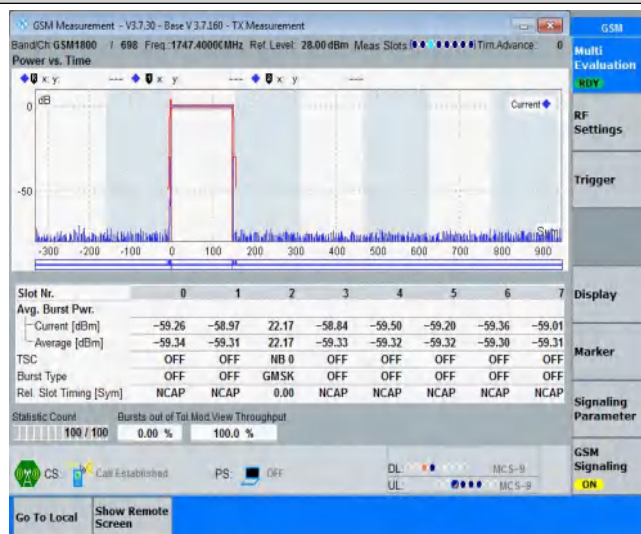 GSM Measurement - V3.7.30 - Base V 3.7.160 - TX Measurement
GSM
Band/Ch: GSM1800 / 698 Freq.:1747.4000 MHz Ref. Level: 28.00 dBm Meas Slots Tim.Advance: 0
Power vs. Time
x y: --- x y --- x y ---
dB
Current
0
-50
Sym
-300 -200 -100 0 100 200 300 400 500 600 700 800 900
Slot Nr. 0 1 2 3 4 5 6 7
Avg. Burst Pwr.
Current [dBm] -59.26 -58.97 22.17 -58.84 -59.50 -59.20 -59.36 -59.01
Average [dBm] -59.34 -59.31 22.17 -59.33 -59.32 -59.32 -59.30 -59.31
TSC OFF OFF NB 0 OFF OFF OFF OFF OFF
Burst Type OFF OFF GMSK OFF OFF OFF OFF OFF
Rel. Slot Timing [Sym] NCAP NCAP 0.00 NCAP NCAP NCAP NCAP NCAP
Statistic Count Bursts out of Tol. Mod.View Throughput
100 / 100 0.00 % 100.0 %
CS: Call Established PS: OFF DL: MCS-9
UL: MCS-9
Go To Local
Show Remote
Screen
Multi
Evaluation
RDY
RF
Settings
Trigger
Display
Marker
Signaling
Parameter
GSM
Signaling
ON